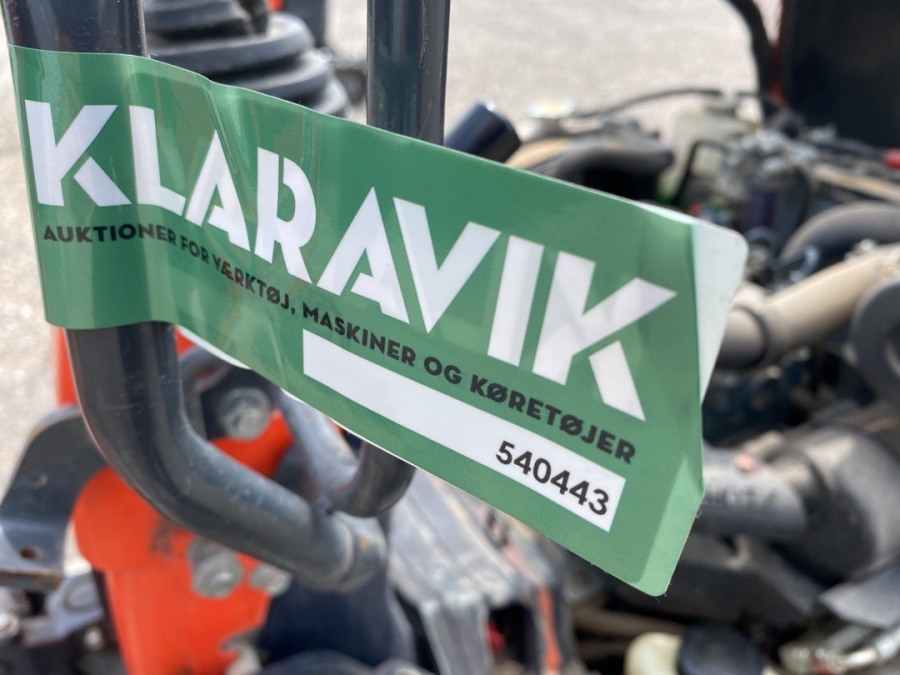 KLARAVIK
AUKTIONER FOR VÆRKTØJ, MASKINER OG KØRETØJER
540443